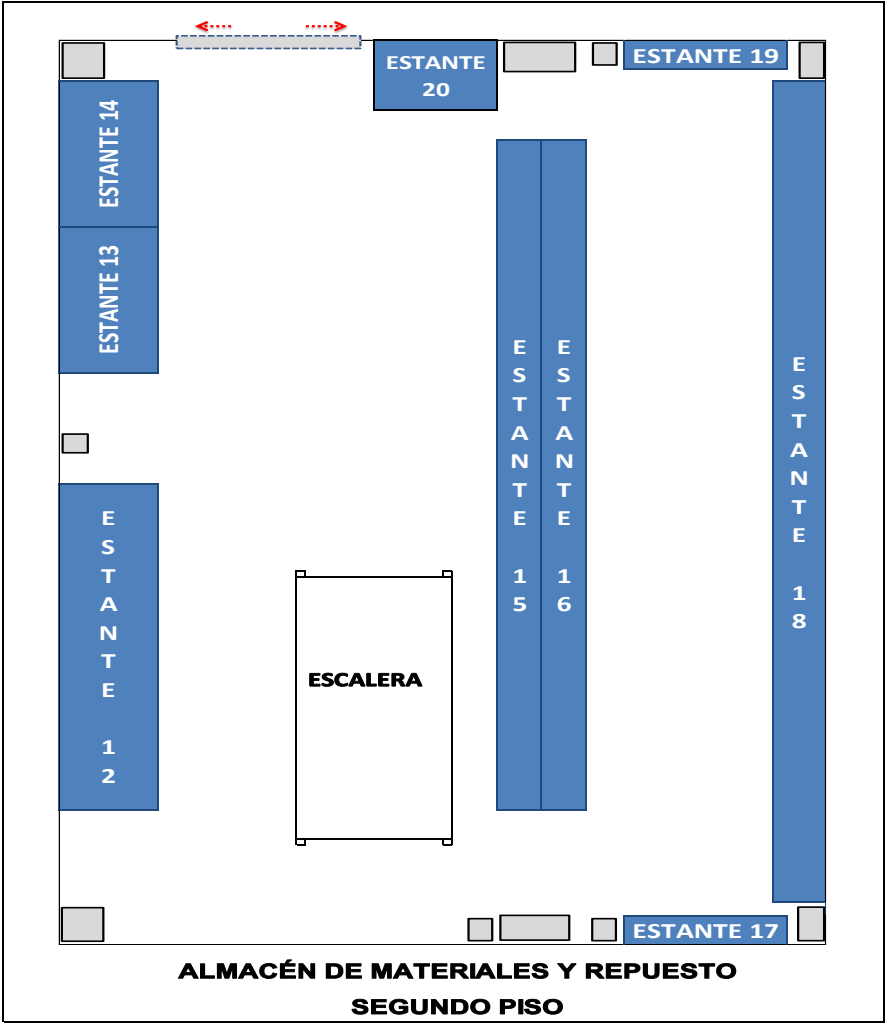 ESTANTE
20
ESTANTE 19
ESTANTE 14
ESTANTE 13
ESTANTE 12
ESTANTE 15
ESTANTE 16
ESTANTE 18
ESCALERA
ESTANTE 17
ALMACÉN DE MATERIALES Y REPUESTO
SEGUNDO PISO